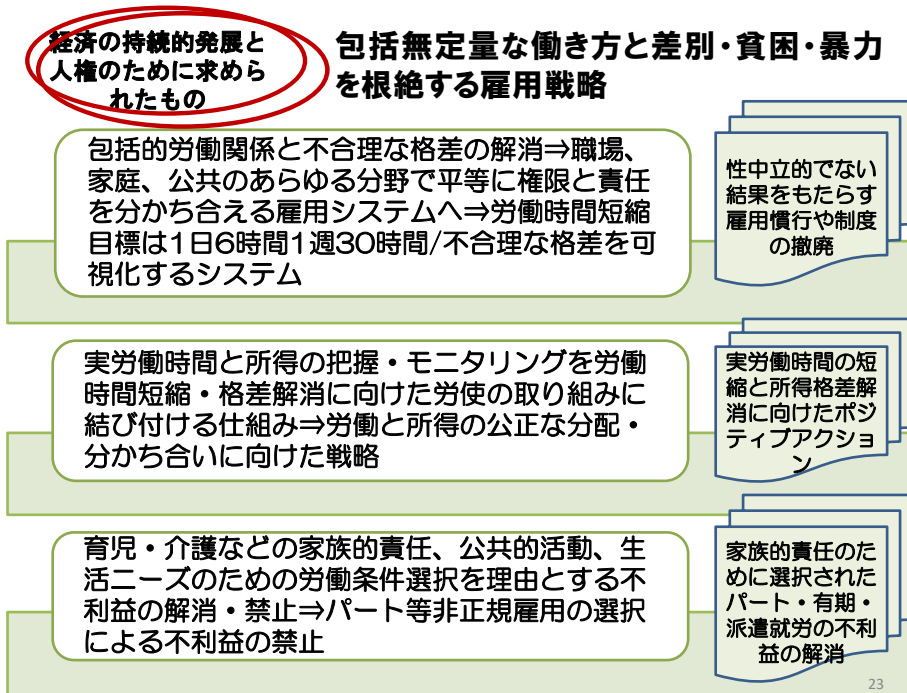 経済の持続的発展と
人権のために求めら
れたもの
包括無定量な働き方と差別・貧困・暴力
を根絶する雇用戦略
包括的労働関係と不合理な格差の解消⇒職場、
家庭、公共のあらゆる分野で平等に権限と責任
を分かち合える雇用システムへ⇒労働時間短縮
目標は1日6時間1週30時間/不合理な格差を可
視化するシステム
性中立的でない
結果をもたらす
雇用慣行や制度
の撤廃
実労働時間と所得の把握・モニタリングを労働
時間短縮・格差解消に向けた労使の取り組みに
結び付ける仕組み⇒労働と所得の公正な分配・
分かち合いに向けた戦略
実労働時間の短
縮と所得格差解
消に向けたポジ
ティブアクショ
ン
育児・介護などの家族的責任、公共的活動、生
活ニーズのための労働条件選択を理由とする不
利益の解消・禁止⇒パート等非正規雇用の選択
による不利益の禁止
家族的責任のた
めに選択された
パート・有期・
派遣就労の不利
益の解消
23